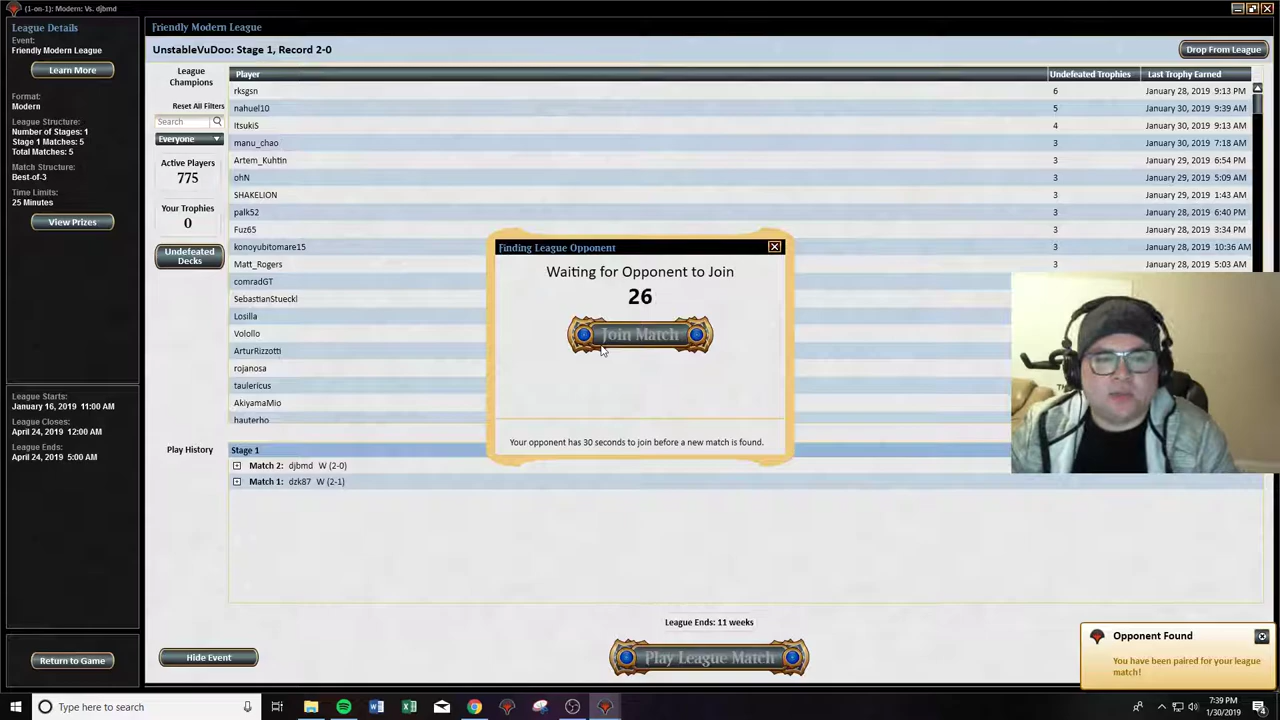 (1-on-1): Modern: Vs. djbmd
League Details
Event:
Friendly Modern League
Learn More
Format:
Modern
League Structure:
Number of Stages: 1
Stage 1 Matches: 5
Total Matches: 5
Match Structure:
Best-of-3
Time Limits:
25 Minutes
View Prizes
League Starts:
January 16, 2019 11:00 AM
League Closes:
April 24, 2019 12:00 AM
League Ends:
April 24, 2019 5:00 AM
Return to Game
Friendly Modern League
UnstableVuDoo: Stage 1, Record 2-0
Drop From League
League
Champions
Reset All Filters
Search
Everyone
Active Players
775
Your Trophies
0
Undefeated
Decks
Player Undefeated Trophies Last Trophy Earned
rksgsn 6 January 28, 2019 9:13 PM
nahuel10 5 January 30, 2019 9:39 AM
ItsukiS 4 January 30, 2019 9:13 AM
manu_chao 3 January 30, 2019 7:18 AM
Artem_Kuhtin 3 January 29, 2019 6:54 PM
ohN 3 January 29, 2019 5:09 AM
SHAKELION 3 January 29, 2019 1:43 AM
palk52 3 January 28, 2019 6:40 PM
Fuz65 3 January 28, 2019 3:34 PM
konoyubitomare15 3 January 28, 2019 10:36 AM
Matt_Rogers 3 January 28, 2019 5:03 AM
comradGT
SebastianStueckl
Losilla
Volollo
ArturRizzotti
rojanosa
taulericus
AkiyamaMio
hauterho
Finding League Opponent
Waiting for Opponent to Join
26
Join Match
Your opponent has 30 seconds to join before a new match is found.
Play History
Stage 1
Match 2: djbmd W (2-0)
Match 1: dzk87 W (2-1)
League Ends: 11 weeks
Hide Event
Play League Match
Opponent Found
You have been paired for your league
match!
Type here to search
7:39 PM
1/30/2019
4